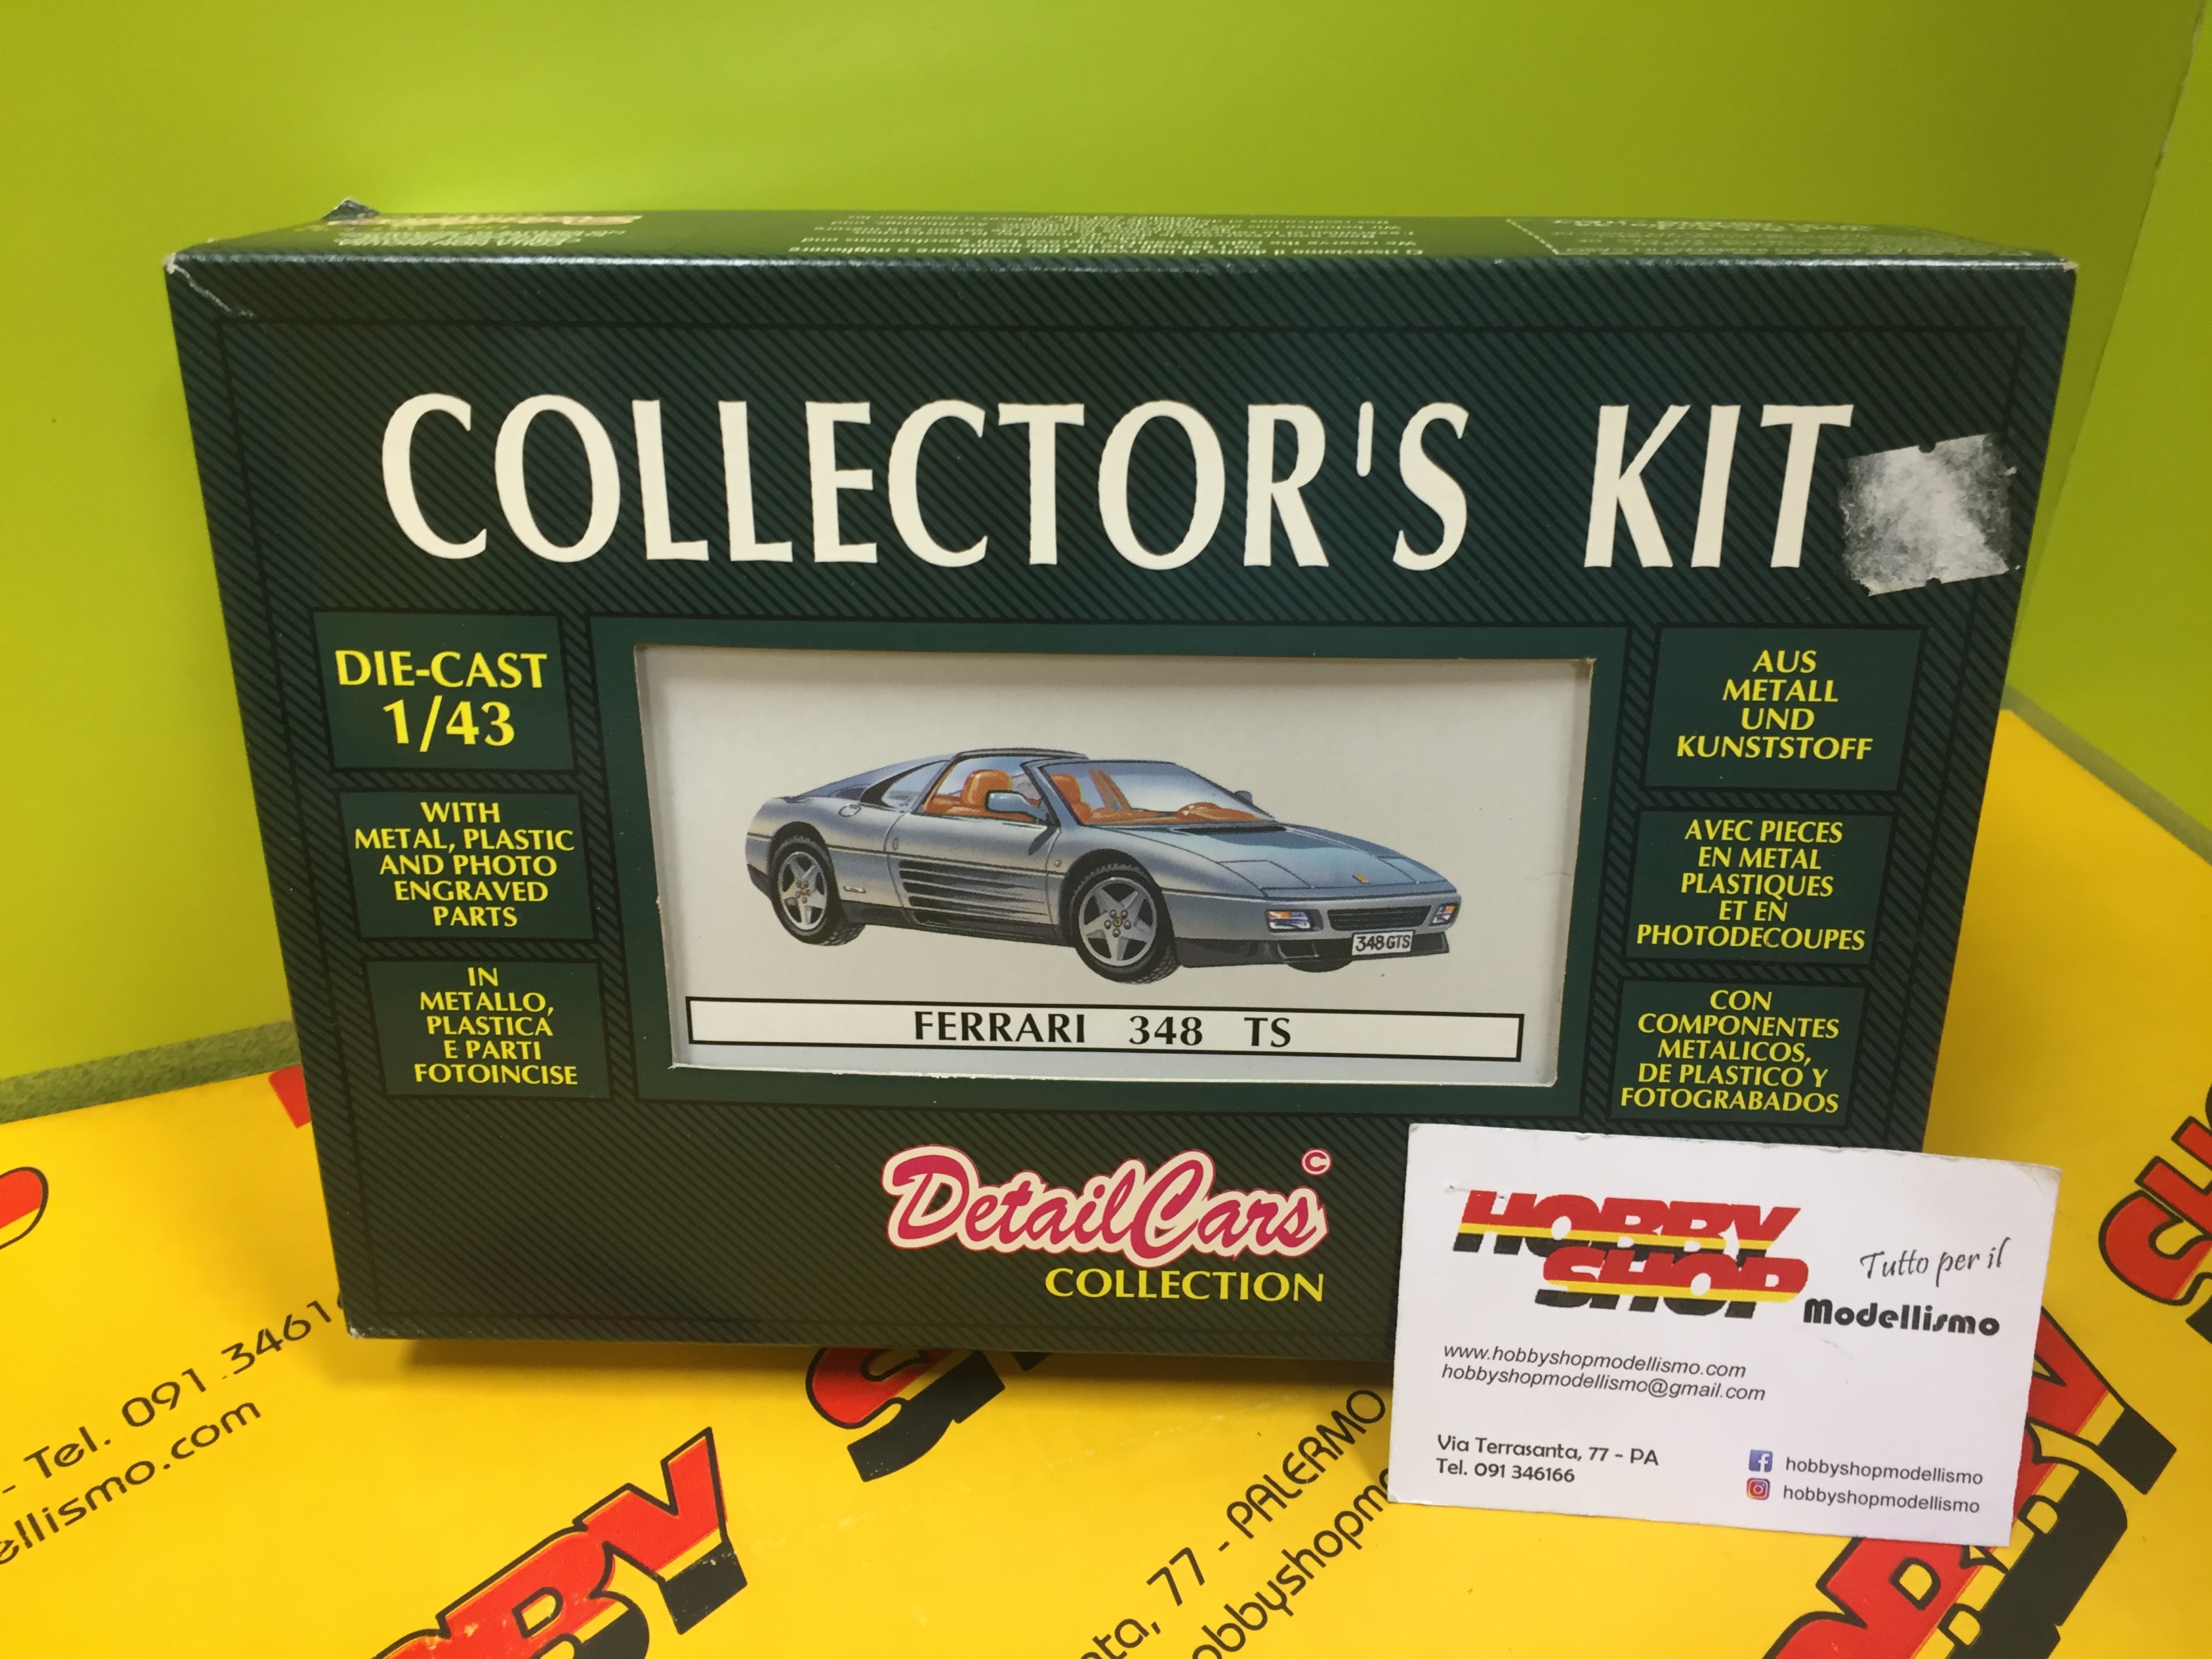 COLLECTOR'S KIT
DIE-CAST
1/43
WITH
METAL, PLASTIC
AND PHOTO
ENGRAVED
PARTS
IN
METALLO,
PLASTICA
E PARTI
FOTOINCISE
348 GTS
FERRARI 348 TS
AUS
METALL
UND
KUNSTSTOFF
AVEC PIECES
EN METAL
PLASTIQUES
ET EN
PHOTODECOUPES
CON
COMPONENTES
METALICOS,
DE PLASTICO Y
FOTOGRABADOS
DetailCars ©
COLLECTION
HOBBY
SHOP
Tutto per il
Modellismo
www.hobbyshopmodellismo.com
hobbyshopmodellismo@gmail.com
Via Terrasanta, 77 - PA
Tel. 091 346166
hobbyshopmodellismo
hobbyshopmodellismo
- Tel. 091 3461
ellismo.com
BY
nta, 77 - PALERMO
hobbyshopmo